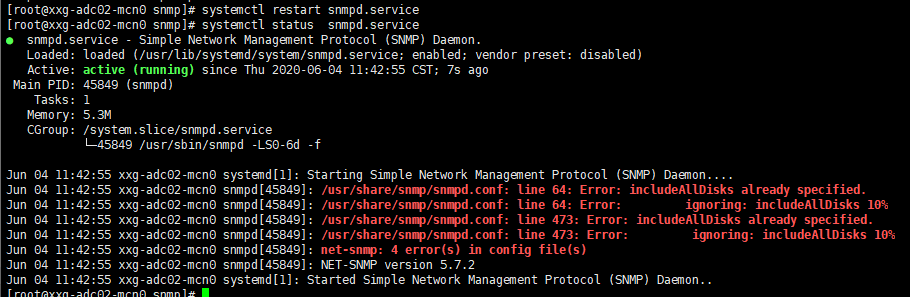 [root@xxg-adc02-mcn0 snmp]# systemctl restart snmpd.service
[root@xxg-adc02-mcn0 snmp]# systemctl status  snmpd.service
● snmpd.service - Simple Network Management Protocol (SNMP) Daemon.
Loaded: loaded (/usr/lib/systemd/system/snmpd.service; enabled; vendor preset: disabled)
Active: active (running) since Thu 2020-06-04 11:42:55 CST; 7s ago
Main PID: 45849 (snmpd)
Tasks: 1
Memory: 5.3M
CGroup: /system.slice/snmpd.service
└─45849 /usr/sbin/snmpd -LS0-6d -f
Jun 04 11:42:55 xxg-adc02-mcn0 systemd[1]: Starting Simple Network Management Protocol (SNMP) Daemon....
Jun 04 11:42:55 xxg-adc02-mcn0 snmpd[45849]: /usr/share/snmp/snmpd.conf: line 64: Error: includeAllDisks already specified.
Jun 04 11:42:55 xxg-adc02-mcn0 snmpd[45849]: /usr/share/snmp/snmpd.conf: line 64: Error:         ignoring: includeAllDisks 10%
Jun 04 11:42:55 xxg-adc02-mcn0 snmpd[45849]: /usr/share/snmp/snmpd.conf: line 473: Error: includeAllDisks already specified.
Jun 04 11:42:55 xxg-adc02-mcn0 snmpd[45849]: /usr/share/snmp/snmpd.conf: line 473: Error:         ignoring: includeAllDisks 10%
Jun 04 11:42:55 xxg-adc02-mcn0 snmpd[45849]: net-snmp: 4 error(s) in config file(s)
Jun 04 11:42:55 xxg-adc02-mcn0 snmpd[45849]: NET-SNMP version 5.7.2
Jun 04 11:42:55 xxg-adc02-mcn0 systemd[1]: Started Simple Network Management Protocol (SNMP) Daemon..
[root@xxg-adc02-mcn0 snmp]#